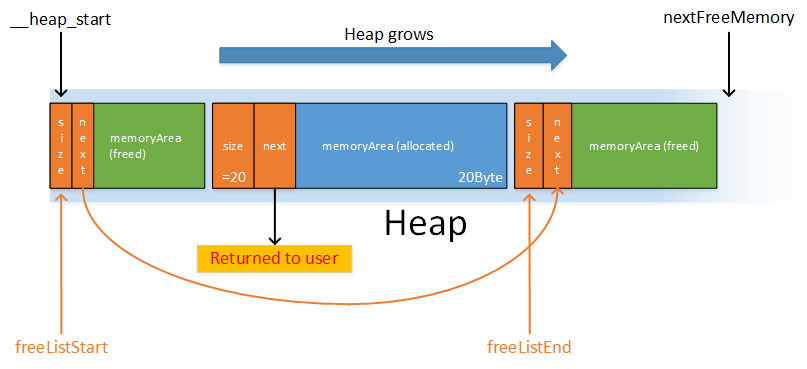 __heap_start
nextFreeMemory
Heap grows
size
next
memoryArea
(freed)
size
=20
next
memoryArea (allocated)
20Byte
size
next
memoryArea (freed)
Heap
Returned to user
freeListStart
freeListEnd